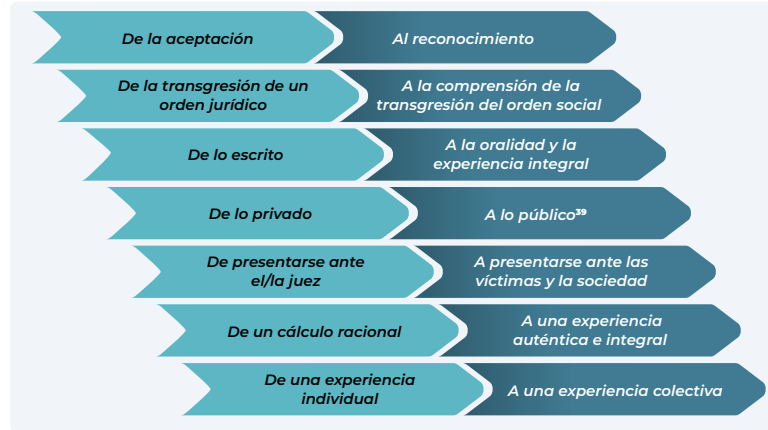 De la aceptación
Al reconocimiento
De la transgresión de un
orden jurídico
A la comprensión de la
transgresión del orden social
De lo escrito
A la oralidad y la
experiencia integral
De lo privado
A lo público³⁹
De presentarse ante
el/la juez
A presentarse ante las
víctimas y la sociedad
De un cálculo racional
A una experiencia
auténtica e integral
De una experiencia
individual
A una experiencia colectiva